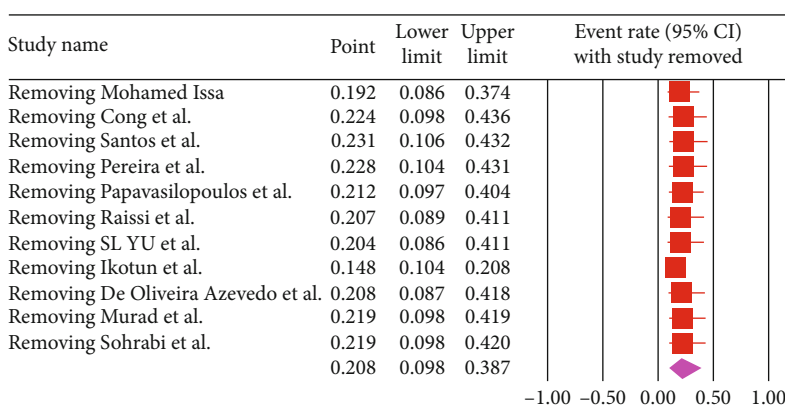 Study name Point Lower limit Upper limit Event rate (95% CI) with study removed
Removing Mohamed Issa 0.192 0.086 0.374
Removing Cong et al. 0.224 0.098 0.436
Removing Santos et al. 0.231 0.106 0.432
Removing Pereira et al. 0.228 0.104 0.431
Removing Papavasilopoulos et al. 0.212 0.097 0.404
Removing Raissi et al. 0.207 0.089 0.411
Removing SL YU et al. 0.204 0.086 0.411
Removing Ikotun et al. 0.148 0.104 0.208
Removing De Oliveira Azevedo et al. 0.208 0.087 0.418
Removing Murad et al. 0.219 0.098 0.419
Removing Sohrabi et al. 0.219 0.098 0.420
0.208 0.098 0.387
−1.00 −0.50 0.00 0.50 1.00